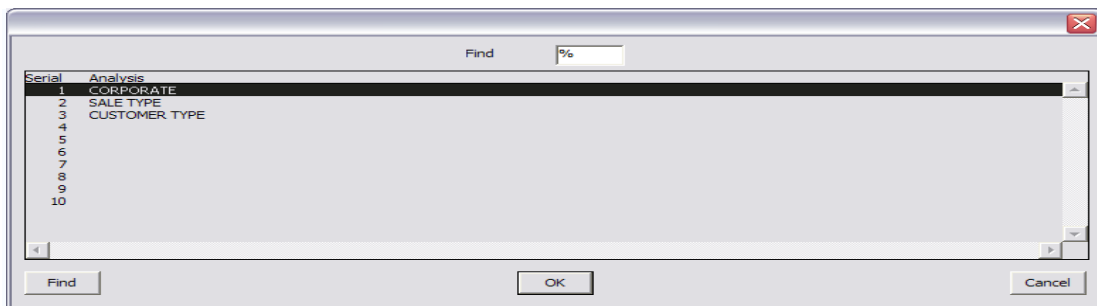 Find %
Serial Analysis
1 CORPORATE
2 SALE TYPE
3 CUSTOMER TYPE
4
5
6
7
8
9
10
Find OK Cancel